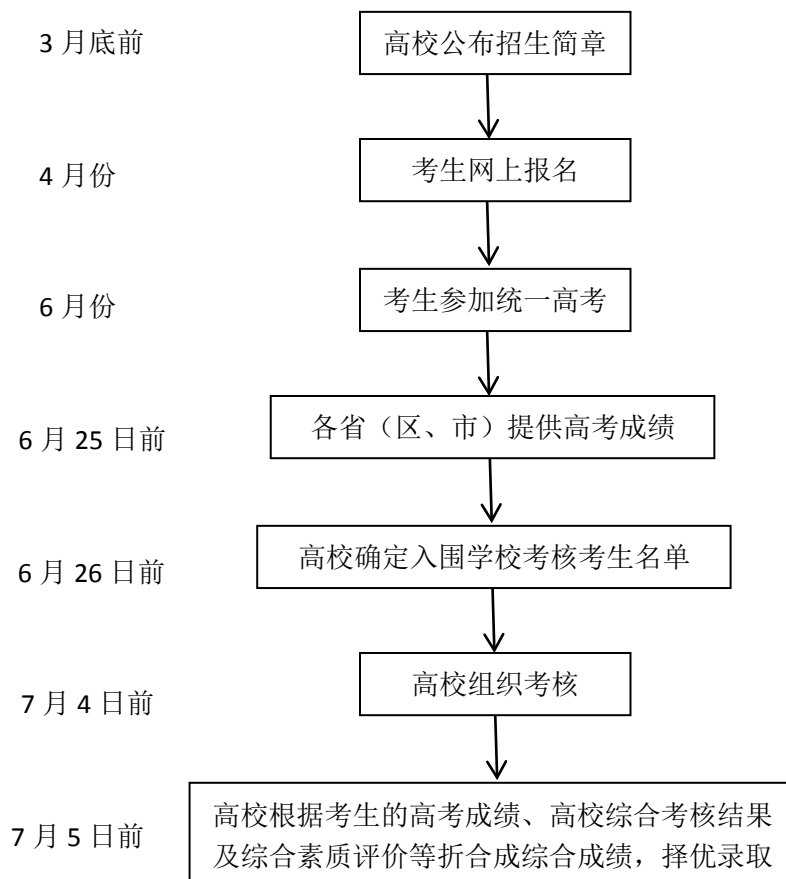 3 月底前
高校公布招生简章
4 月份
考生网上报名
6 月份
考生参加统一高考
6 月 25 日前
各省（区、市）提供高考成绩
6 月 26 日前
高校确定入围学校考核考生名单
7 月 4 日前
高校组织考核
7 月 5 日前
高校根据考生的高考成绩、高校综合考核结果
及综合素质评价等折合成综合成绩，择优录取